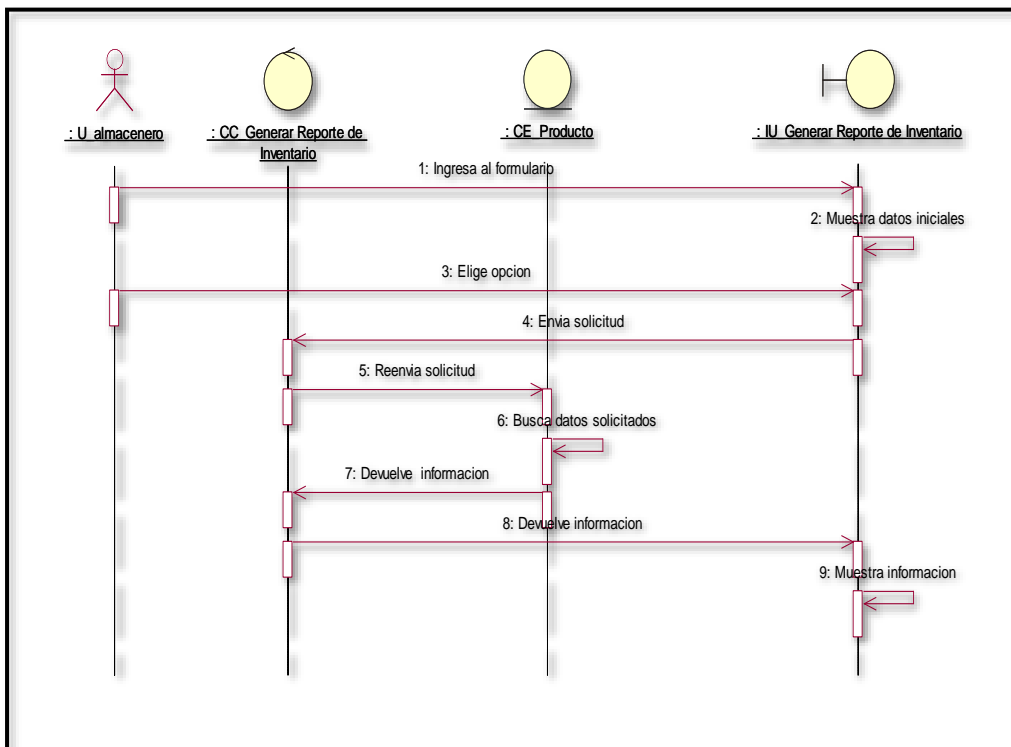 : U_almacenero
: CC_Generar Reporte de
Inventario
: CE_Producto
: IU_Generar Reporte de Inventario
1: Ingresa al formulario
2: Muestra datos iniciales
3: Elige opcion
4: Envia solicitud
5: Reenvia solicitud
6: Busca datos solicitados
7: Devuelve informacion
8: Devuelve informacion
9: Muestra informacion